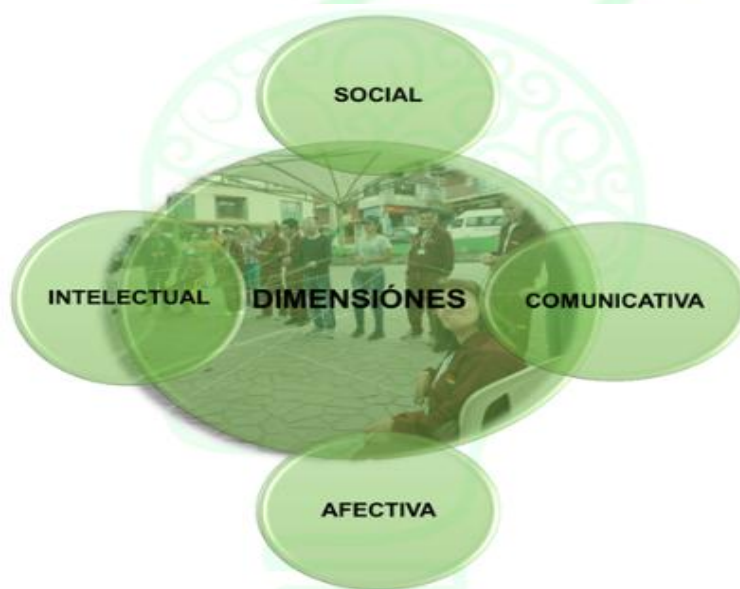 SOCIAL
INTELECTUAL
DIMENSIÓNES
COMUNICATIVA
AFECTIVA